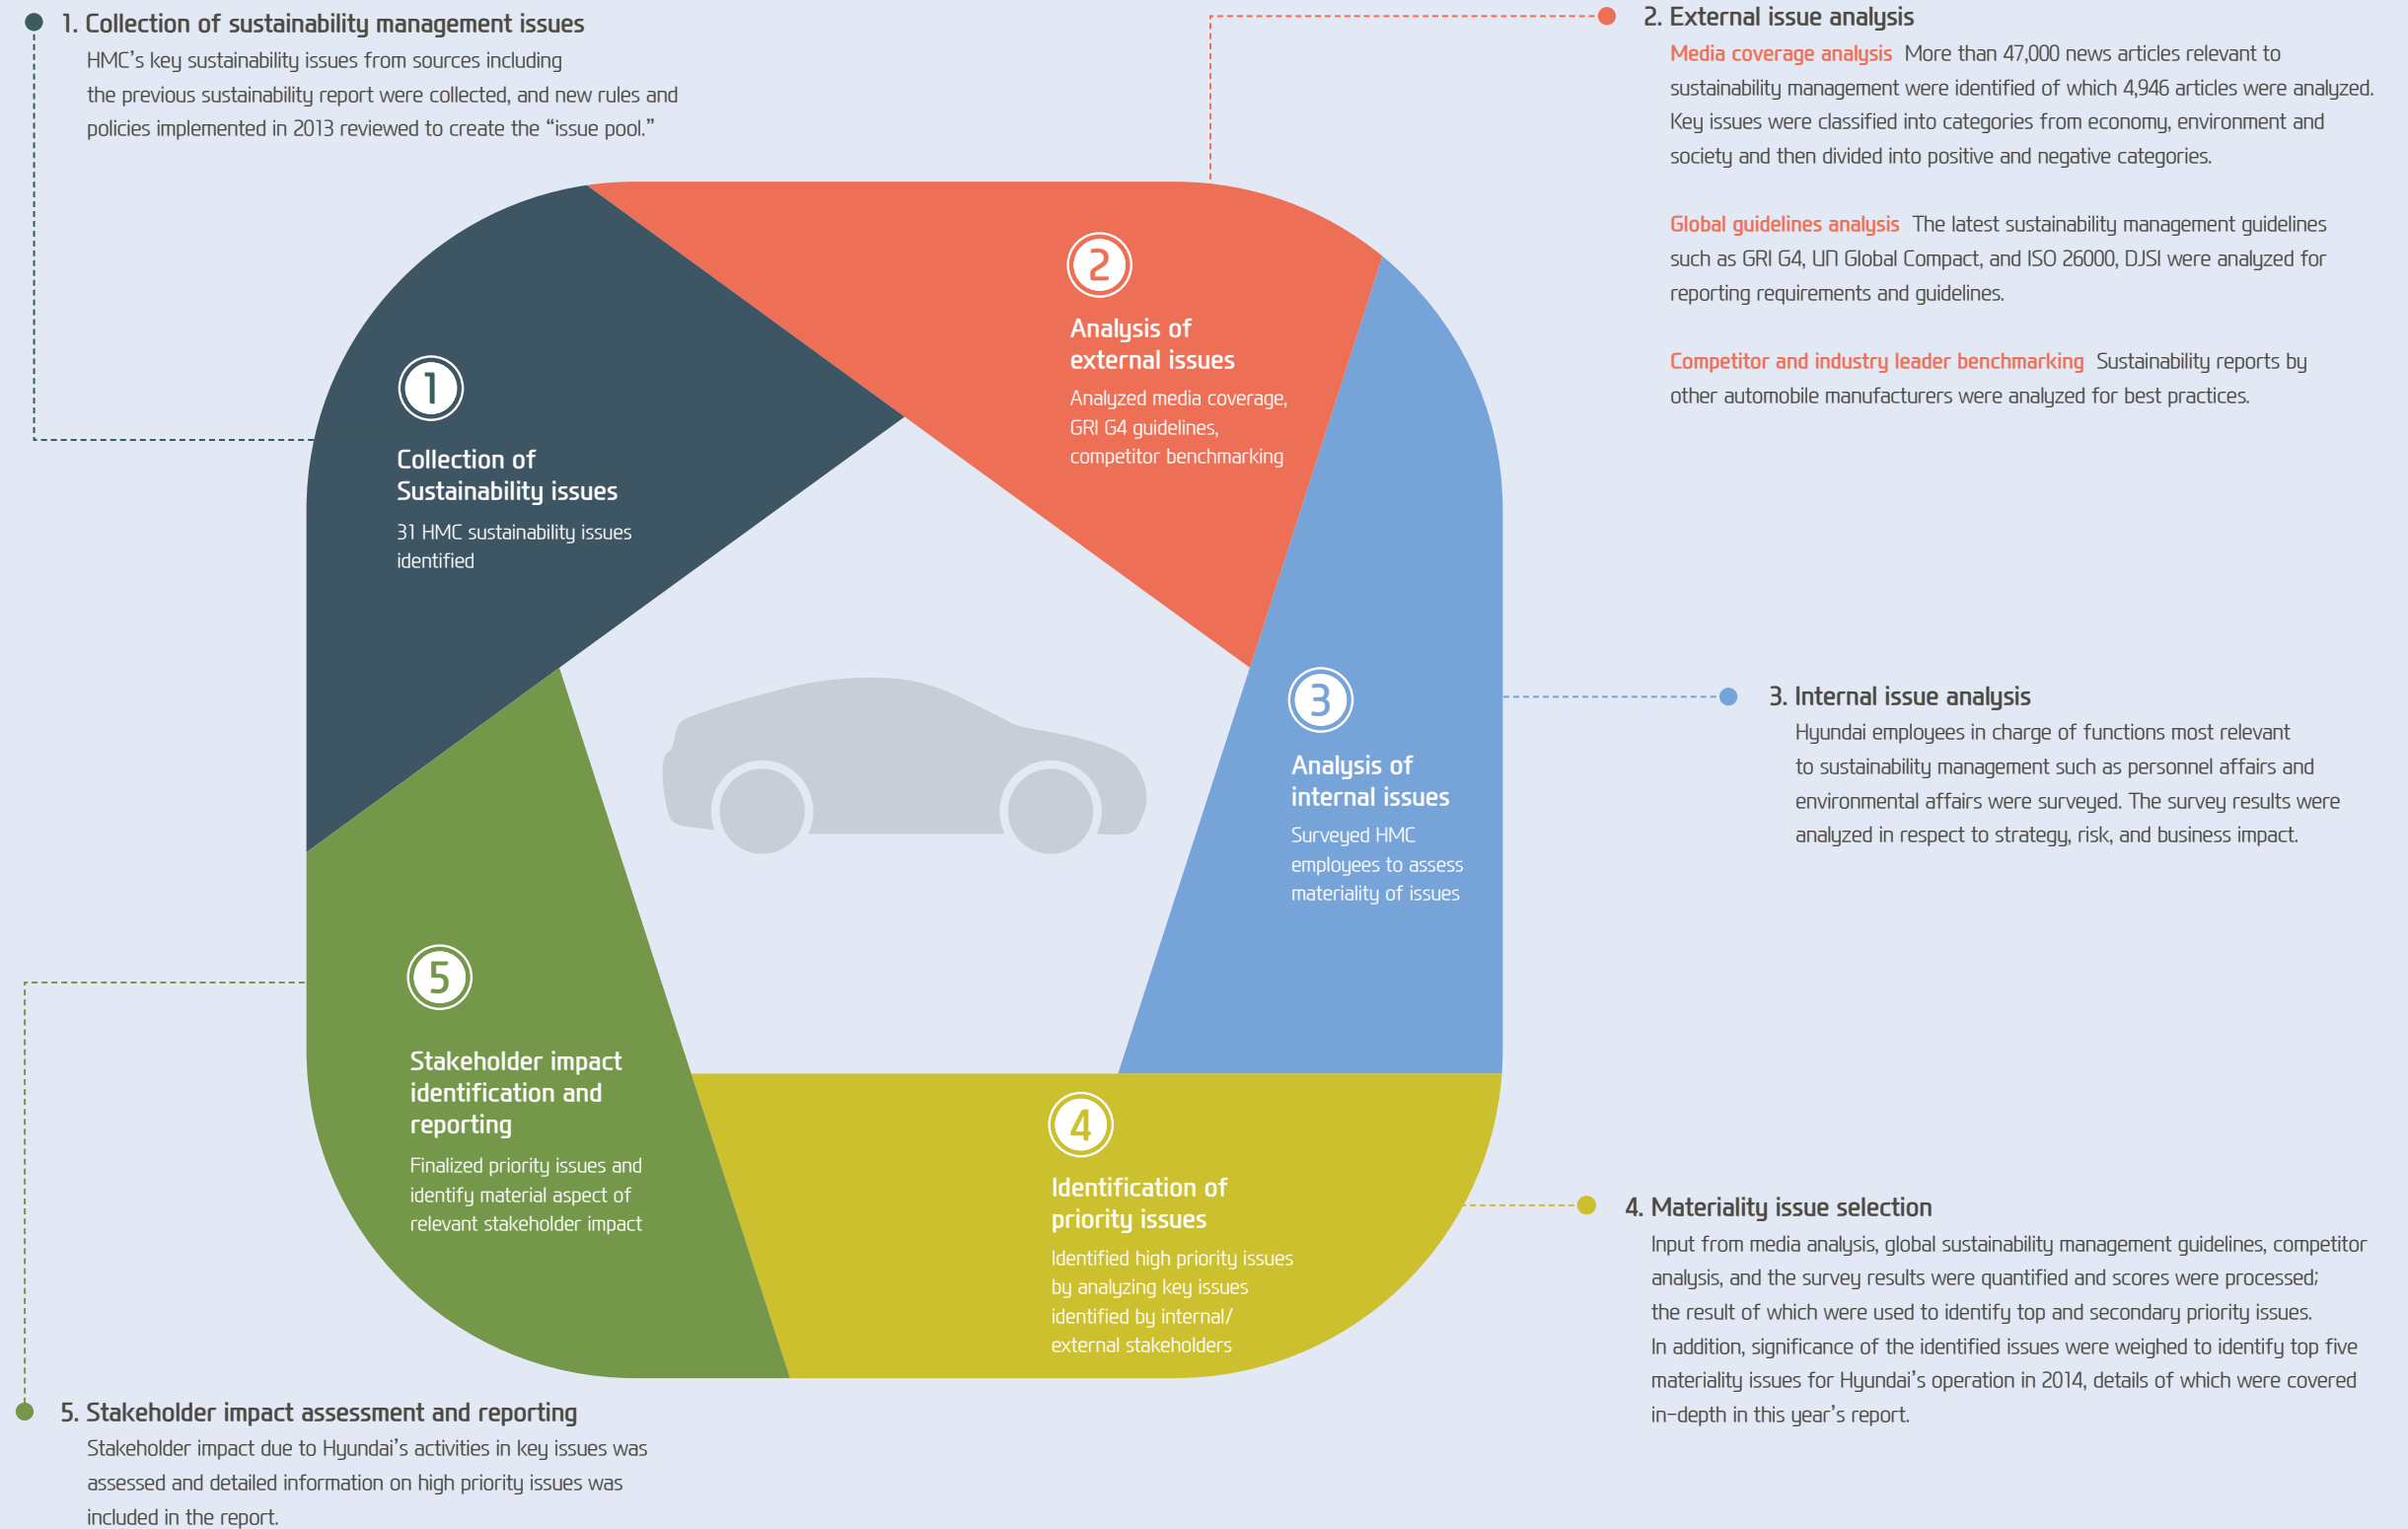 1. Collection of sustainability management issues
HMC's key sustainability issues from sources including
the previous sustainability report were collected, and new rules and
policies implemented in 2013 reviewed to create the “issue pool.”
2. External issue analysis
Media coverage analysis More than 47,000 news articles relevant to
sustainability management were identified of which 4,946 articles were analyzed.
Key issues were classified into categories from economy, environment and
society and then divided into positive and negative categories.
Global guidelines analysis The latest sustainability management guidelines
such as GRI G4, UN Global Compact, and ISO 26000, DJSI were analyzed for
reporting requirements and guidelines.
Competitor and industry leader benchmarking Sustainability reports by
other automobile manufacturers were analyzed for best practices.
1
Collection of
Sustainability issues
31 HMC sustainability issues
identified
2
Analysis of
external issues
Analyzed media coverage,
GRI G4 guidelines,
competitor benchmarking
3
Analysis of
internal issues
Surveyed HMC
employees to assess
materiality of issues
3. Internal issue analysis
Hyundai employees in charge of functions most relevant
to sustainability management such as personnel affairs and
environmental affairs were surveyed. The survey results were
analyzed in respect to strategy, risk, and business impact.
5
Stakeholder impact
identification and
reporting
Finalized priority issues and
identify material aspect of
relevant stakeholder impact
4
Identification of
priority issues
Identified high priority issues
by analyzing key issues
identified by internal/
external stakeholders
4. Materiality issue selection
Input from media analysis, global sustainability management guidelines, competitor
analysis, and the survey results were quantified and scores were processed;
the result of which were used to identify top and secondary priority issues.
In addition, significance of the identified issues were weighed to identify top five
materiality issues for Hyundai's operation in 2014, details of which were covered
in-depth in this year's report.
5. Stakeholder impact assessment and reporting
Stakeholder impact due to Hyundai's activities in key issues was
assessed and detailed information on high priority issues was
included in the report.